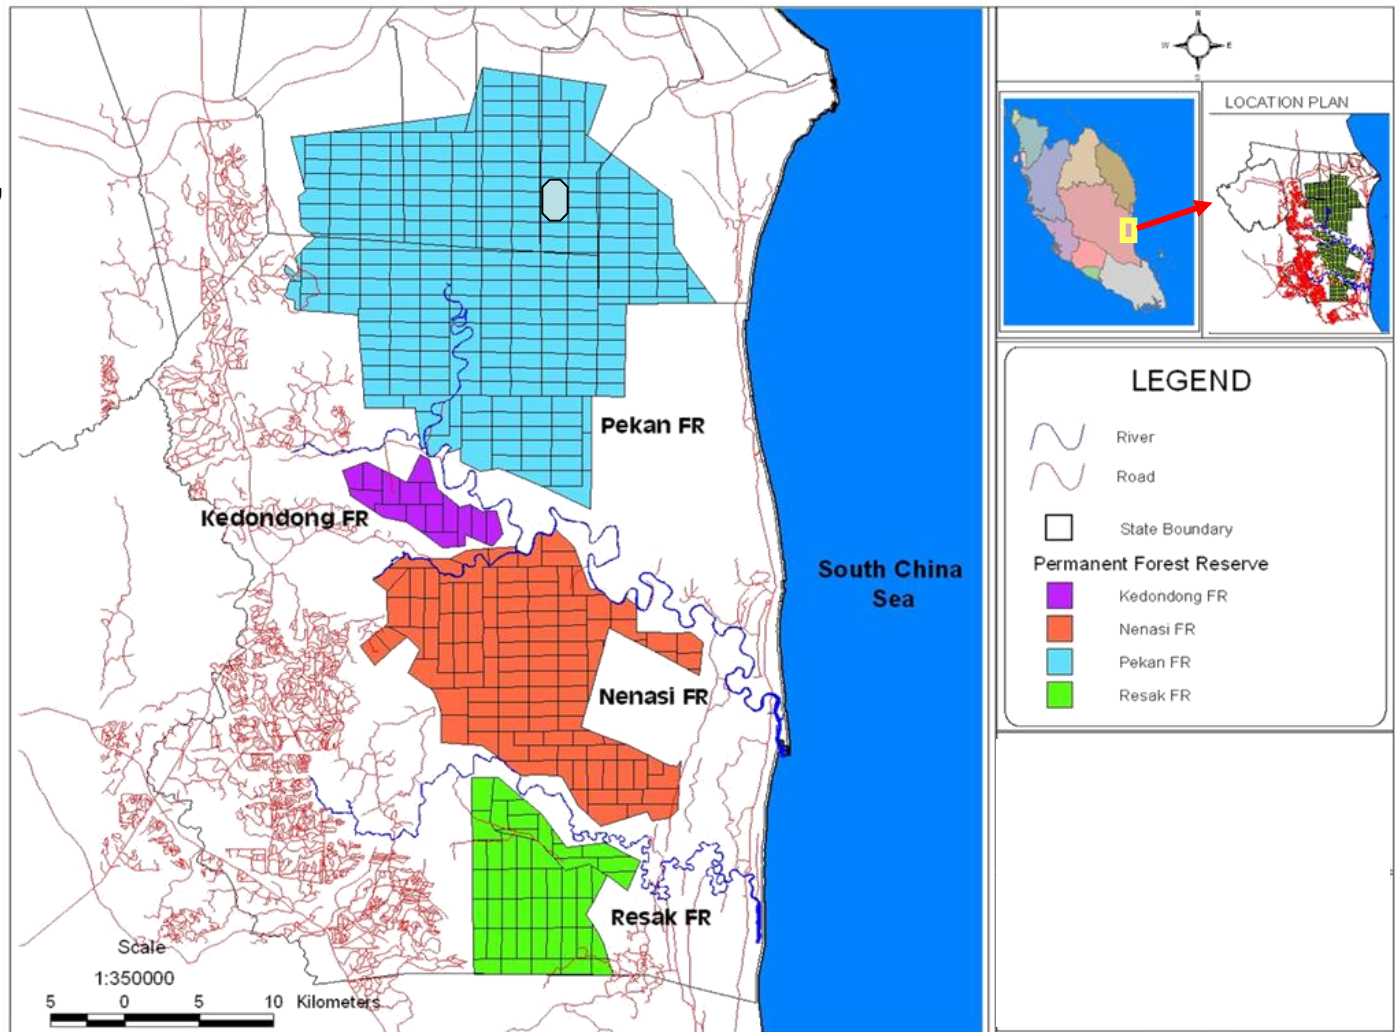 N
W
E
S
LOCATION PLAN
LEGEND
River
Road
State Boundary
Permanent Forest Reserve
Kedondong FR
Nenasi FR
Pekan FR
Resak FR
Pekan FR
Kedondong FR
South China
Sea
Nenasi FR
Resak FR
Scale
1:350000
5 0 5 10 Kilometers